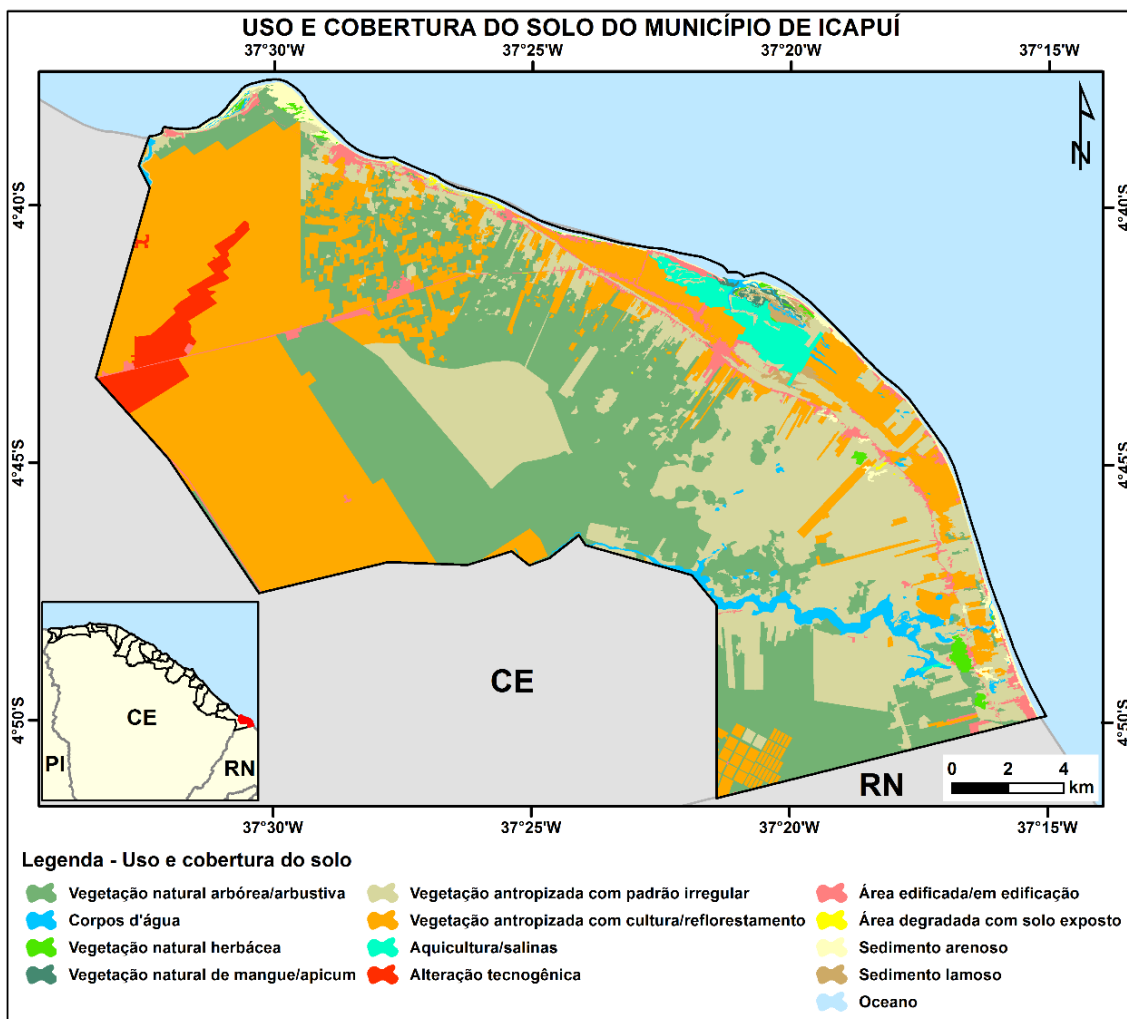 USO E COBERTURA DO SOLO DO MUNICÍPIO DE ICAPUÍ
37°30'W 37°25'W 37°20'W 37°15'W
N
4°40'S 4°40'S
4°45'S 4°45'S
4°50'S 4°50'S
CE
RN
0 2 4
km
CE
PI
RN
37°30'W 37°25'W 37°20'W 37°15'W
Legenda - Uso e cobertura do solo
Vegetação natural arbórea/arbustiva
Corpos d'água
Vegetação natural herbácea
Vegetação natural de mangue/apicum
Vegetação antropizada com padrão irregular
Vegetação antropizada com cultura/reflorestamento
Aquicultura/salinas
Alteração tecnogênica
Área edificada/em edificação
Área degradada com solo exposto
Sedimento arenoso
Sedimento lamoso
Oceano